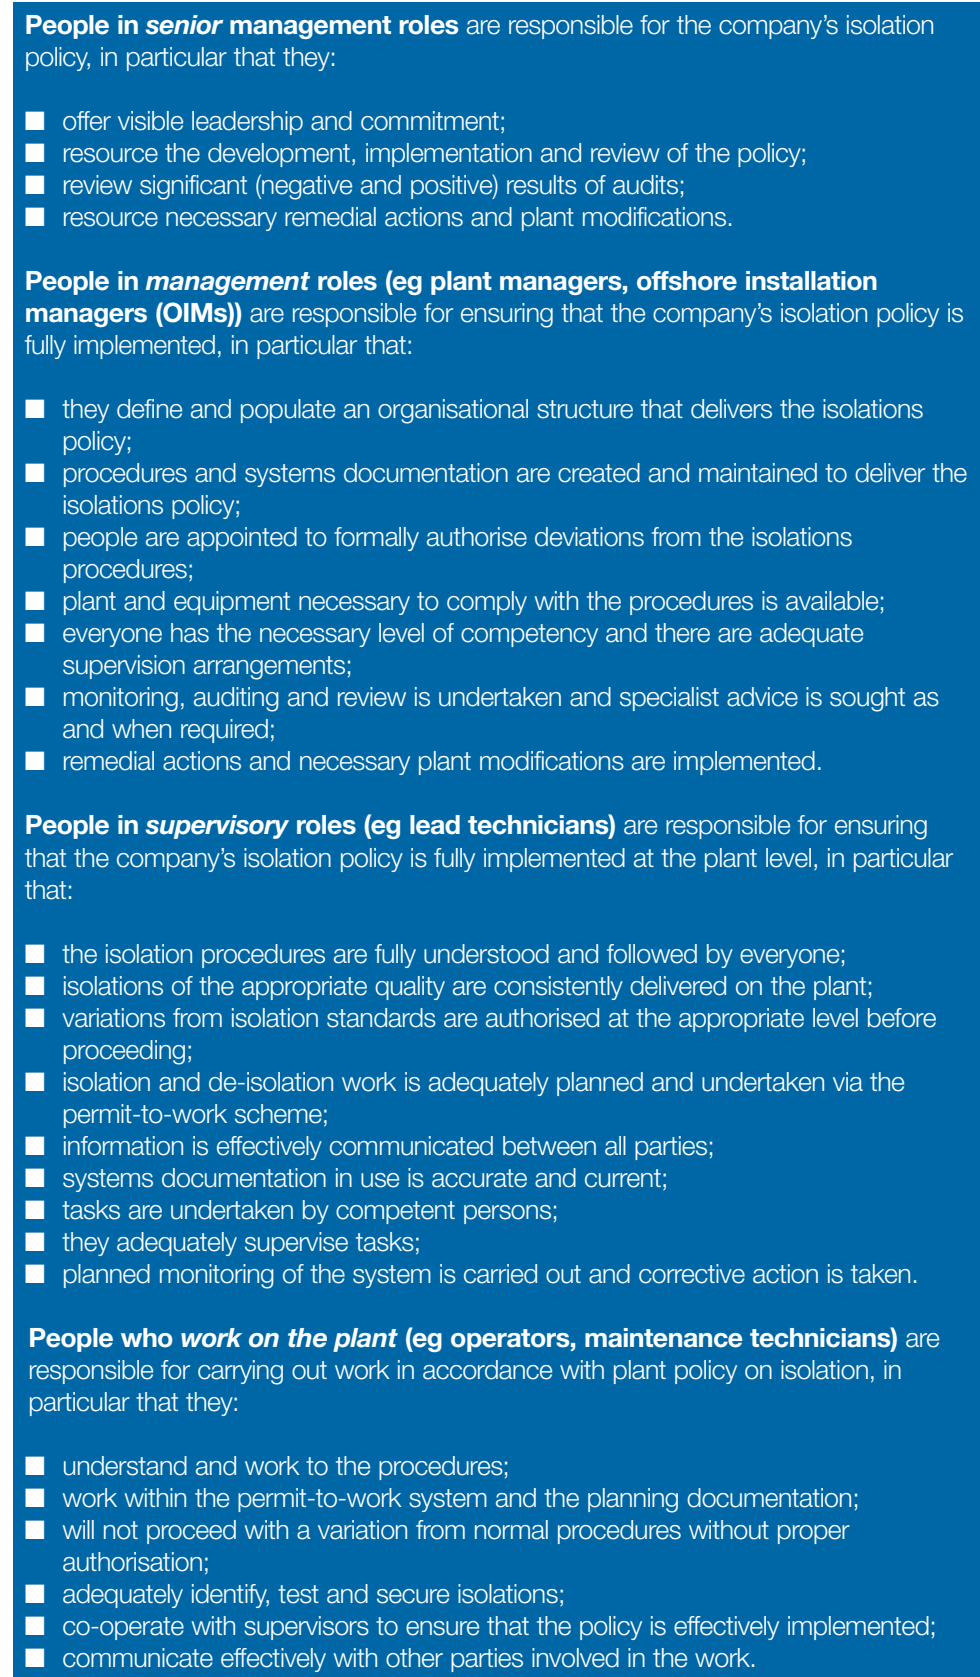 People in senior management roles are responsible for the company's isolation
policy, in particular that they:
■ offer visible leadership and commitment;
■ resource the development, implementation and review of the policy;
■ review significant (negative and positive) results of audits;
■ resource necessary remedial actions and plant modifications.
People in management roles (eg plant managers, offshore installation
managers (OIMs)) are responsible for ensuring that the company's isolation policy is
fully implemented, in particular that:
■ they define and populate an organisational structure that delivers the isolations
policy;
■ procedures and systems documentation are created and maintained to deliver the
isolations policy;
■ people are appointed to formally authorise deviations from the isolations
procedures;
■ plant and equipment necessary to comply with the procedures is available;
■ everyone has the necessary level of competency and there are adequate
supervision arrangements;
■ monitoring, auditing and review is undertaken and specialist advice is sought as
and when required;
■ remedial actions and necessary plant modifications are implemented.
People in supervisory roles (eg lead technicians) are responsible for ensuring
that the company's isolation policy is fully implemented at the plant level, in particular
that:
■ the isolation procedures are fully understood and followed by everyone;
■ isolations of the appropriate quality are consistently delivered on the plant;
■ variations from isolation standards are authorised at the appropriate level before
proceeding;
■ isolation and de-isolation work is adequately planned and undertaken via the
permit-to-work scheme;
■ information is effectively communicated between all parties;
■ systems documentation in use is accurate and current;
■ tasks are undertaken by competent persons;
■ they adequately supervise tasks;
■ planned monitoring of the system is carried out and corrective action is taken.
People who work on the plant (eg operators, maintenance technicians) are
responsible for carrying out work in accordance with plant policy on isolation, in
particular that they:
■ understand and work to the procedures;
■ work within the permit-to-work system and the planning documentation;
■ will not proceed with a variation from normal procedures without proper
authorisation;
■ adequately identify, test and secure isolations;
■ co-operate with supervisors to ensure that the policy is effectively implemented;
■ communicate effectively with other parties involved in the work.